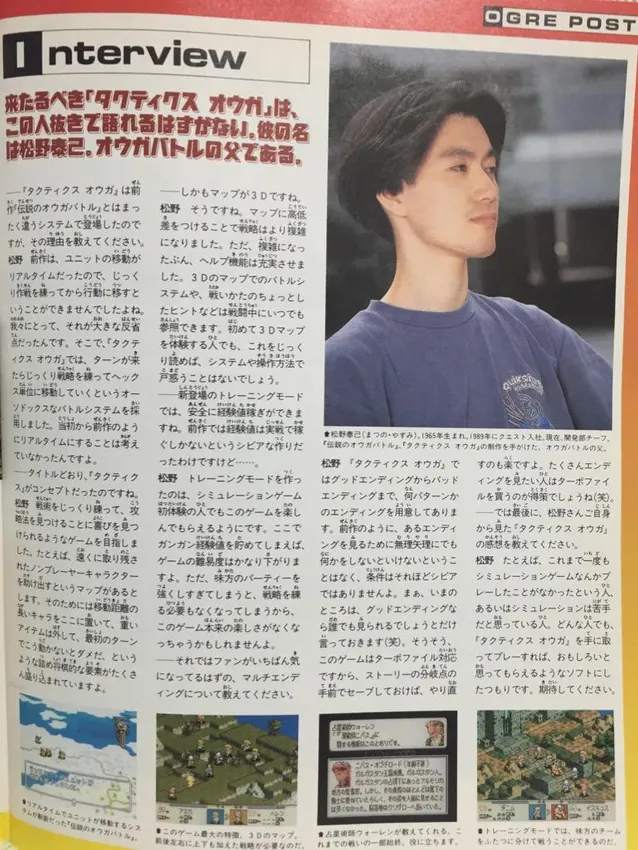 OGRE POST
Interview
来たるべき「タクティクス オウガ」は、
この人抜きで語れるはずがない。彼の名
は松野泰己。オウガバトルの父である。
――『タクティクス オウガ』は前
作『伝説のオウガバトル』とはまっ
たく違うシステムで登場したので
すが、その理由を教えてください。
松野 前作は、ユニットの移動が
リアルタイムだったので、じっく
り作戦を練ってから行動に移すと
いうことができませんでしたよね。
我々にとって、それが大きな反省
点だったんです。そこで、『タクテ
ィクス オウガ』では、ターンが来
たらじっくり戦略を練ってヘック
ス単位に移動していくというオー
ソドックスなバトルシステムを採
用しました。当初から前作のよう
にリアルタイムにすることは考え
ていなかったんですよ。
――タイトルどおり、『タクティク
ス』がコンセプトだったのですね。
松野 戦術をじっくり練って、攻
略法を見つけることに喜びを見つ
けられるようなゲームを目指しま
した。たとえば、遠くに取り残さ
れたノンプレーヤーキャラクター
を助け出すというマップがあると
します。そのためには移動距離の
長いキャラをここに置いて、重い
アイテムは外して、最初のターン
でこう動かないとダメだ、という
ような詰め将棋的な要素がたくさ
ん盛り込まれていますよ。
――しかもマップが3Dですね。
松野 そうですね。マップに高低
差をつけることで戦略はより複雑
になりました。ただ、複雑になっ
たぶん、ヘルプ機能は充実させま
した。3Dのマップでのバトルシ
ステムや、戦いかたのちょっとし
たヒントなどは戦闘中にいつでも
参照できます。初めて3Dマップ
を体験する人でも、これをじっく
り読めば、システムや操作方法で
戸惑うことはないでしょう。
――新登場のトレーニングモード
では、安全に経験値稼ぎができま
すね。前作では経験値は実戦で稼
ぐしかないというシビアな作りだ
ったわけですけど……。
松野 トレーニングモードを作っ
たのは、シミュレーションゲーム
初体験の人でもこのゲームを楽し
んでもらえるようにです。ここで
ガンガン経験値を貯めてしまえば、
ゲームの難易度はかなり下がりま
すよ。ただ、味方のパーティーを
強くしすぎてしまうと、戦略を練
る必要もなくなってしまうから、
このゲーム本来の楽しさがなくな
っちゃうかもしれませんよ。
――それではファンがいちばん気
になってるはずの、マルチエンデ
ィングについて教えてください。
●松野泰己(まつの・やすみ)。1965年生まれ。1989年にクエスト入社。現在、開発部チーフ。
『伝説のオウガバトル』、『タクティクス オウガ』の制作を手がけた、オウガの父。
松野 『タクティクス オウガ』で
はグッドエンディングからバッド
エンディングまで、何パターンか
のエンディングを用意してありま
す。前作のように、あるエンディ
ングを見るために無理矢理にでも
何かをしないといけないというこ
とはなく、条件はそれほどシビア
ではありませんよ。まぁ、いまの
ところは、グッドエンディングな
ら誰でも見られるでしょうとだけ
言っておきます(笑)。そうそう、
このゲームはターボファイル対応
ですから、ストーリーの分岐点の
手前でセーブしておけば、やり直
すのも楽ですよ。たくさんエンデ
ィングを見たい人はターボファイ
ルを買うのが得策でしょうね(笑)。
――では最後に、松野さんご自身
から見た『タクティクス オウガ』
の感想を教えてください。
松野 たとえば、これまで一度も
シミュレーションゲームなんかプ
レーしたことがなかったという人、
あるいはシミュレーションは苦手
だと思っている人。どんな人でも、
『タクティクス オウガ』を手に取
ってプレーすれば、おもしろいと
思ってもらえるようなソフトにし
たつもりです。期待してください。
●リアルタイムでユニットが移動するシス
テムが斬新だった『伝説のオウガバトル』。
●このゲーム最大の特徴、3Dのマップ。
前後左右に上下も加えた戦略が必要なのだ。
占星術師ウォーレン
●占星術師ウォーレンが教えてくれる、こ
れまでの戦いの一部始終。役に立ちます。
●トレーニングモードでは、味方のチーム
をふたつに分けて戦うことができるのだ。